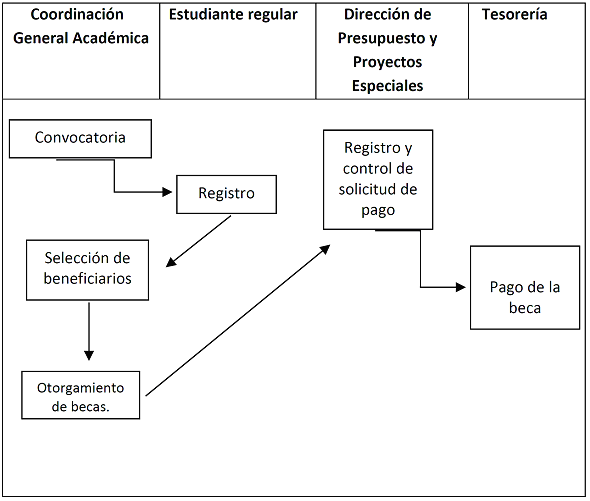 Coordinación
General Académica
Estudiante regular
Dirección de
Presupuesto y
Proyectos
Especiales
Tesorería
Convocatoria
Registro
Selección de
beneficiarios
Otorgamiento
de becas.
Registro y
control de
solicitud de
pago
Pago de la
beca